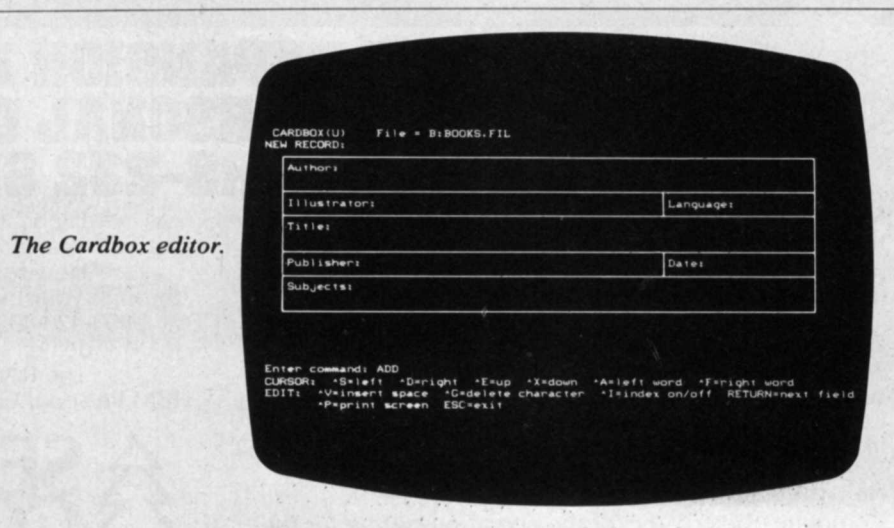 The Cardbox editor.
CARDBOX(U) File = B:BOOKS.FIL
NEW RECORD:
Author:
Illustrator: Language:
Title:
Publisher: Date:
Subjects:
Enter command: ADD
CURSOR: ^S=left ^D=right ^E=up ^X=down ^A=left word ^F=right word
EDIT: ^V=insert space ^G=delete character ^I=index on/off RETURN=next field
^P=print screen ESC=exit